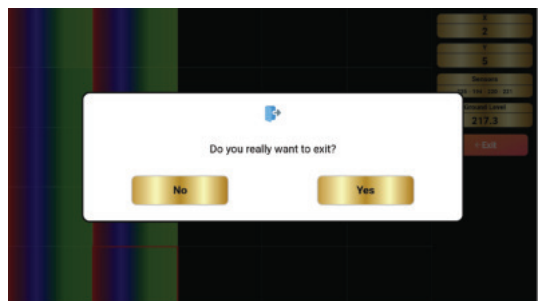 X
2
Y
5
Sensors
Ground Level
217.3
Exit
Do you really want to exit?
No
Yes